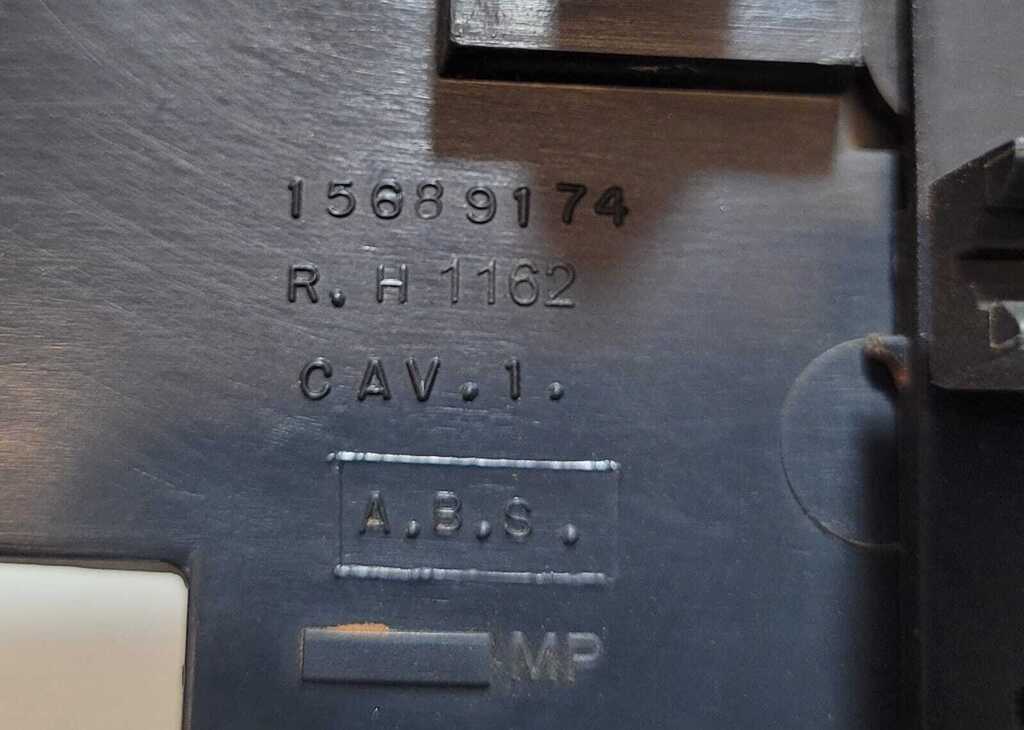 15689174
R.H 1162
CAV.1.
A.B.S.
MP